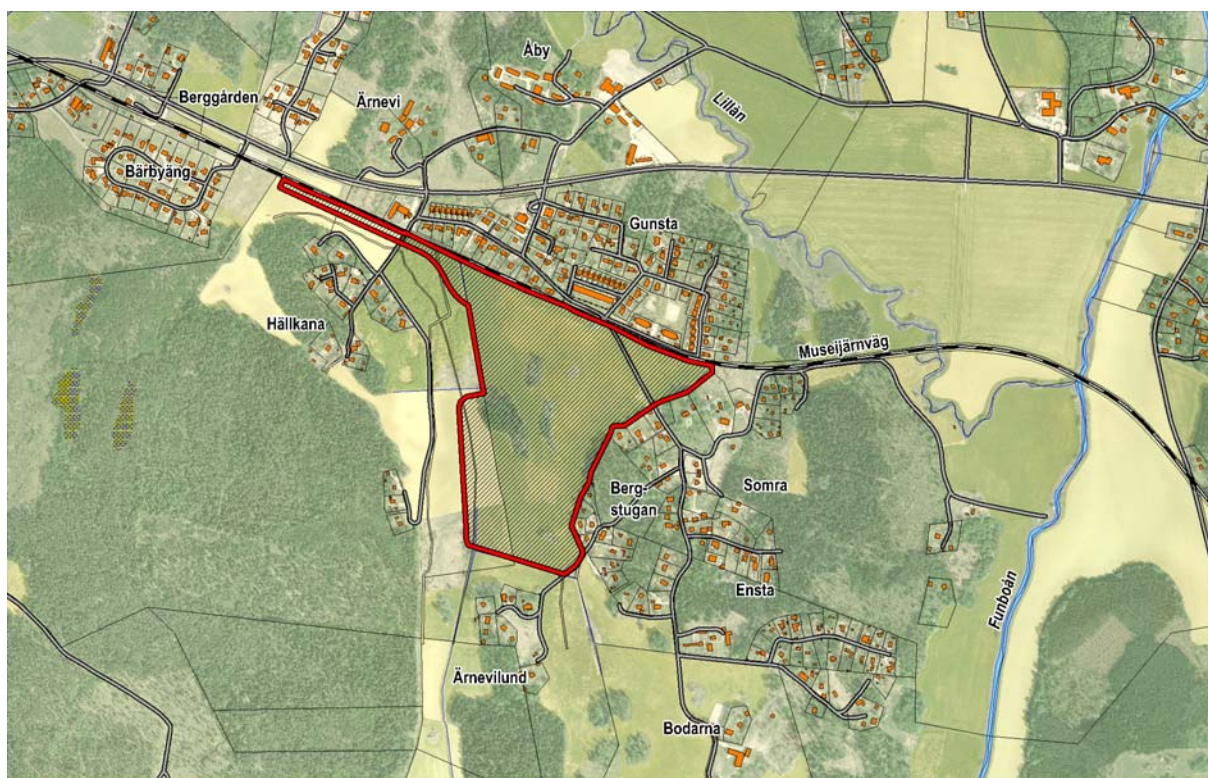 Åby
Berggården
Ärnevi
Lillån
Bärbyäng
Gunsta
Hällkana
Museijärnväg
Berg-
stugan
Somra
Ensta
Funboån
Ärnevilund
Bodarna